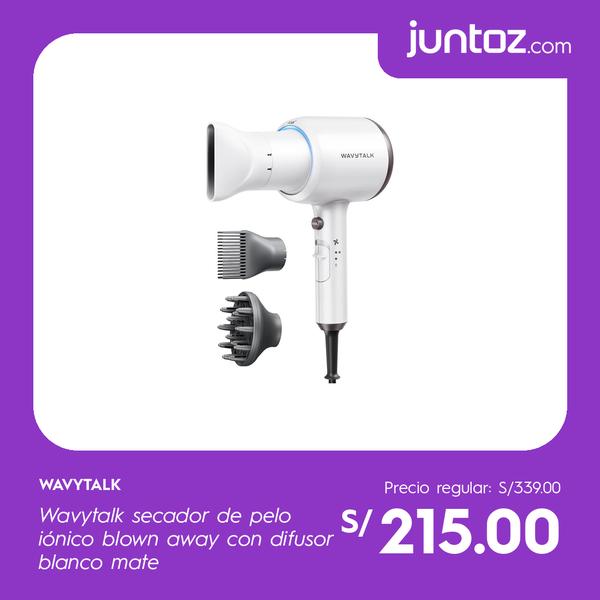 juntoz.com
WAVYTALK
WAVYTALK
Precio regular: S/339.00
Wavytalk secador de pelo
iónico blown away con difusor
blanco mate
S/215.00